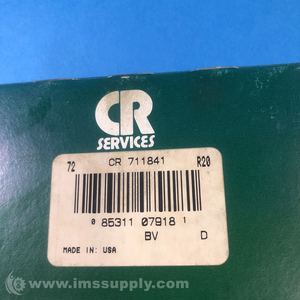 CR
SERVICES
72 CR 711841 R20
0 85311 07918 1
BV D
MADE IN: USA
© www.imssupply.com